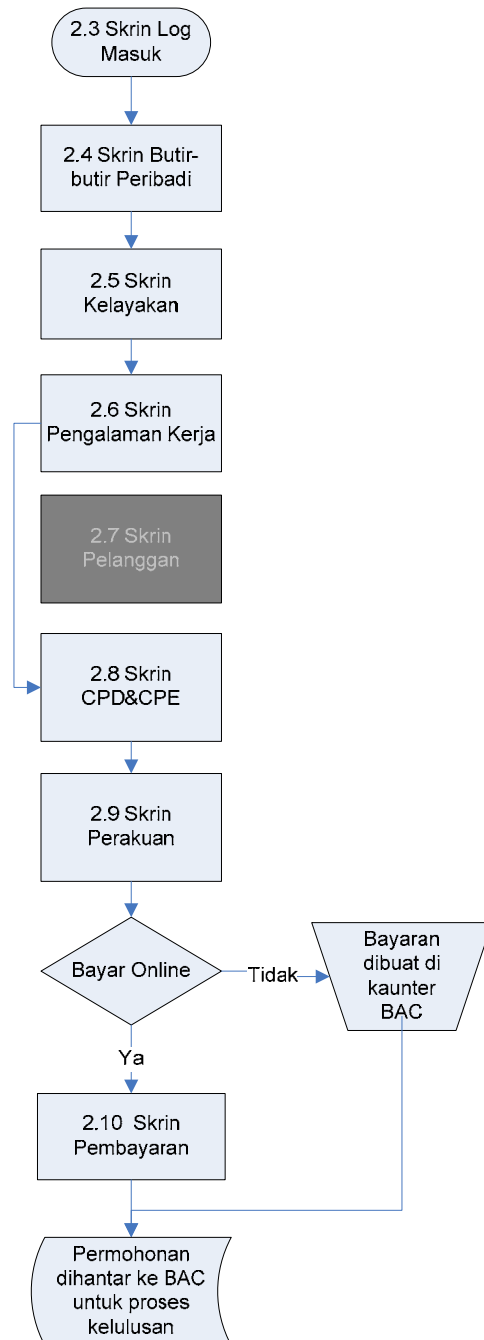 2.3 Skrin Log
Masuk
2.4 Skrin Butir-
butir Peribadi
2.5 Skrin
Kelayakan
2.6 Skrin
Pengalaman Kerja
2.7 Skrin
Pelanggan
2.8 Skrin
CPD&CPE
2.9 Skrin
Perakuan
Bayar Online
Tidak
Bayaran
dibuat di
kaunter
BAC
Ya
2.10 Skrin
Pembayaran
Permohonan
dihantar ke BAC
untuk proses
kelulusan